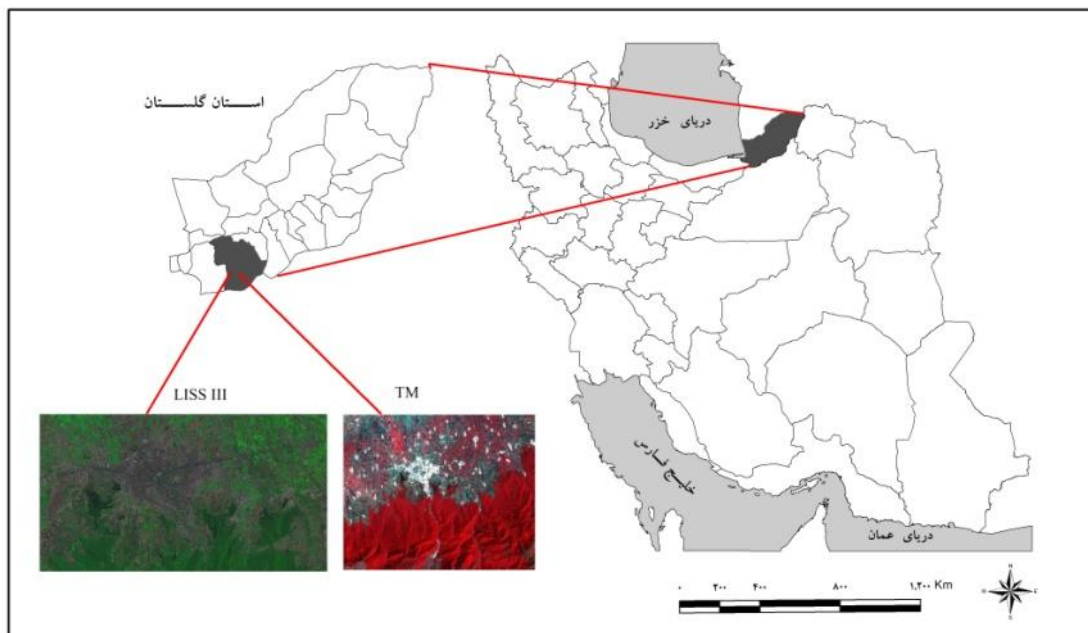 استان گلستان
دریای خزر
LISS III
TM
خلیج فارس
دریای عمان
۰ ۲۰۰ ۴۰۰ ۸۰۰ ۱,۲۰۰ Km
N